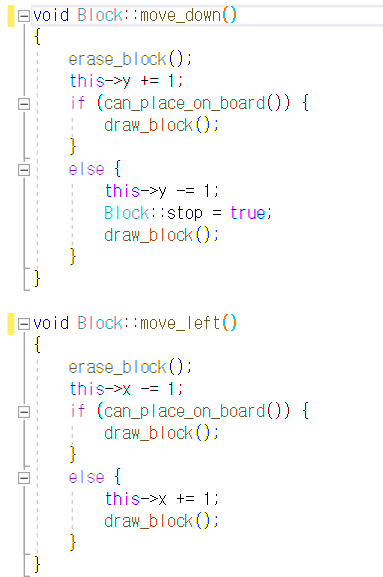 void Block::move_down()
{
erase_block();
this->y += 1;
if (can_place_on_board()) {
draw_block();
}
else {
this->y -= 1;
Block::stop = true;
draw_block();
}
}
void Block::move_left()
{
erase_block();
this->x -= 1;
if (can_place_on_board()) {
draw_block();
}
else {
this->x += 1;
draw_block();
}
}